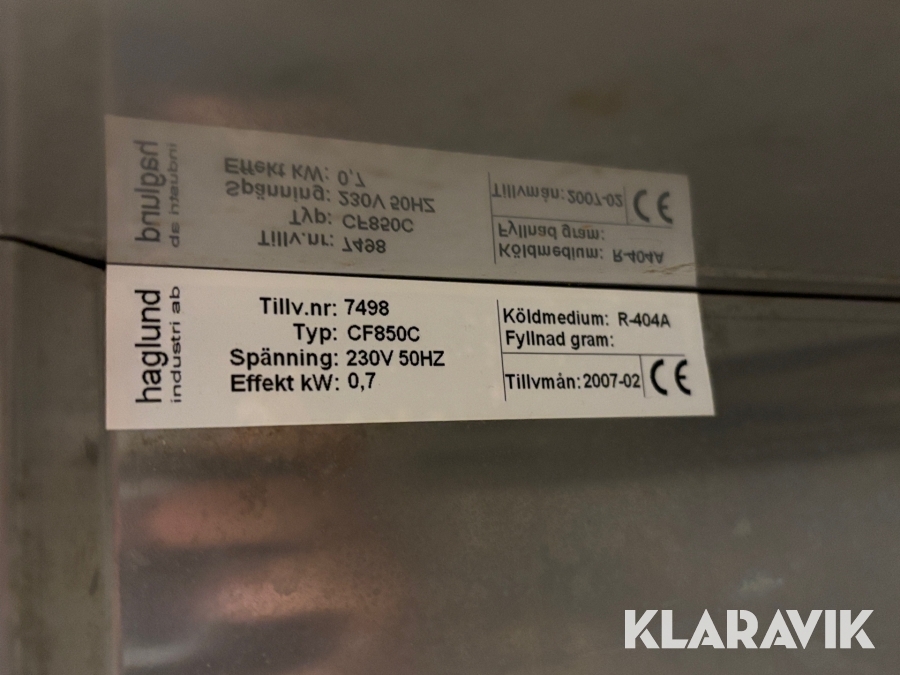 haglund
industri ab
Tillv.nr: 7498
Typ: CF850C
Spänning: 230V 50HZ
Effekt kW: 0,7
Köldmedium: R-404A
Fyllnad gram:
Tillvmån: 2007-02
CE
KLARAVIK